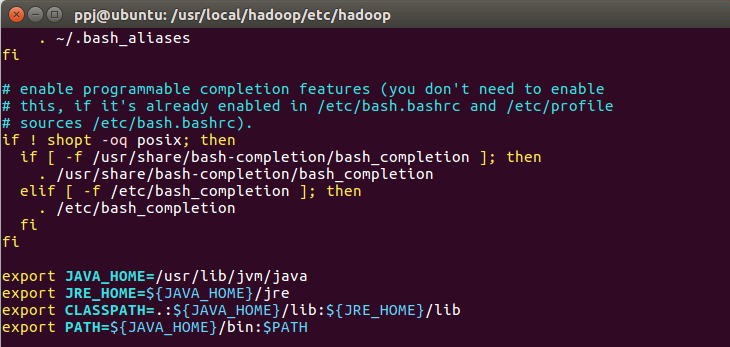 ppj@ubuntu: /usr/local/hadoop/etc/hadoop
    . ~/.bash_aliases
fi

# enable programmable completion features (you don't need to enable
# this, if it's already enabled in /etc/bash.bashrc and /etc/profile
# sources /etc/bash.bashrc).
if ! shopt -oq posix; then
  if [ -f /usr/share/bash-completion/bash_completion ]; then
    . /usr/share/bash-completion/bash_completion
  elif [ -f /etc/bash_completion ]; then
    . /etc/bash_completion
  fi
fi

export JAVA_HOME=/usr/lib/jvm/java
export JRE_HOME=${JAVA_HOME}/jre
export CLASSPATH=.:${JAVA_HOME}/lib:${JRE_HOME}/lib
export PATH=${JAVA_HOME}/bin:$PATH